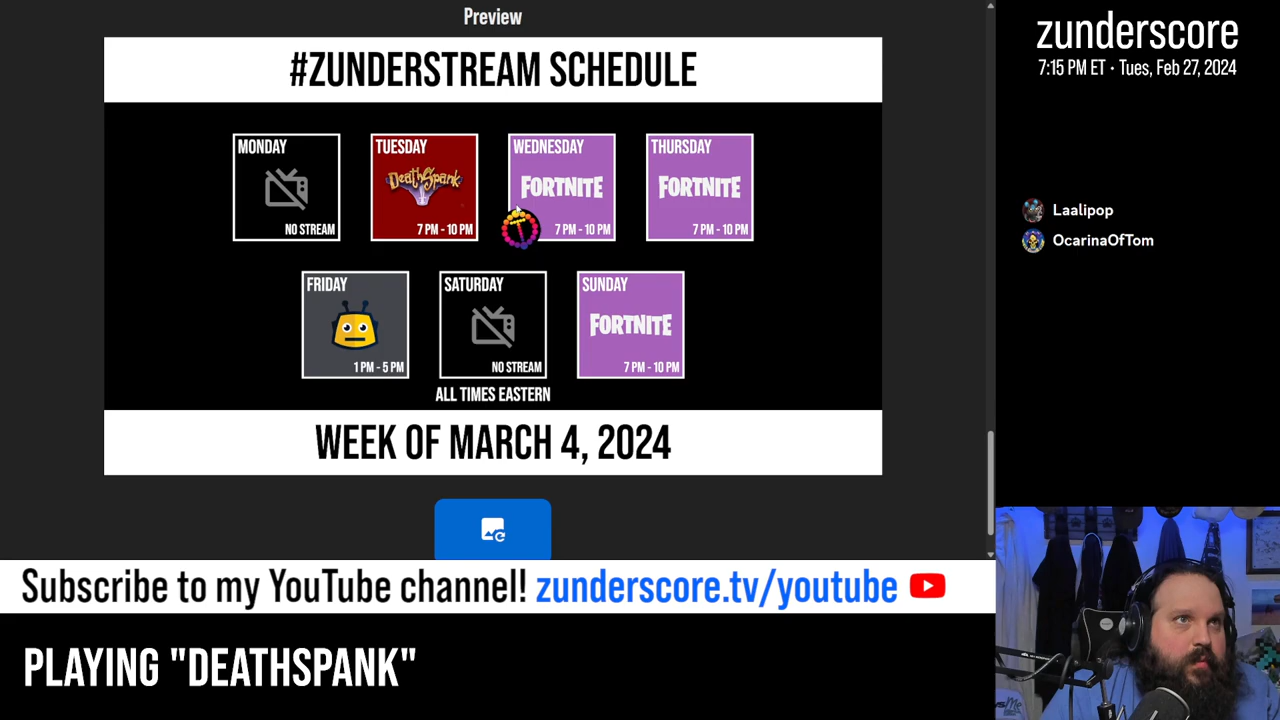 Preview
#ZUNDERSTREAM SCHEDULE
MONDAY
NO STREAM
TUESDAY
DeathSpank
7 PM - 10 PM
WEDNESDAY
FORTNITE
7 PM - 10 PM
THURSDAY
FORTNITE
7 PM - 10 PM
FRIDAY
1 PM - 5 PM
SATURDAY
NO STREAM
SUNDAY
FORTNITE
7 PM - 10 PM
ALL TIMES EASTERN
WEEK OF MARCH 4, 2024
Subscribe to my YouTube channel! zunderscore.tv/youtube
PLAYING "DEATHSPANK"
zunderscore
7:15 PM ET • Tues, Feb 27, 2024
Laalipop
OcarinaOfTom